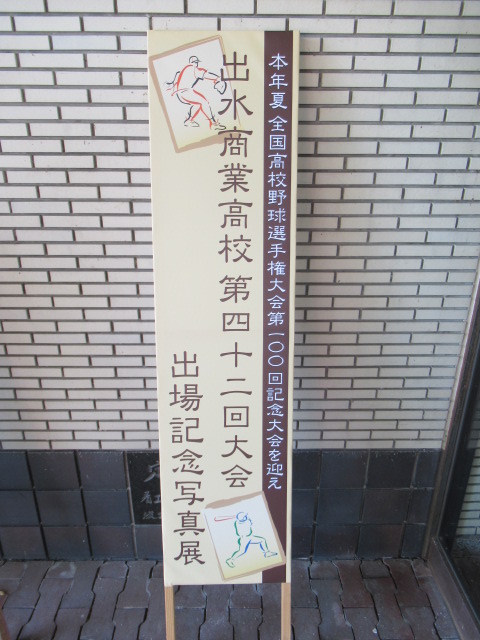 本年夏 全国高校野球選手権大会第一〇〇回記念大会を迎え
出水商業高校 第四十二回大会
出場記念写真展